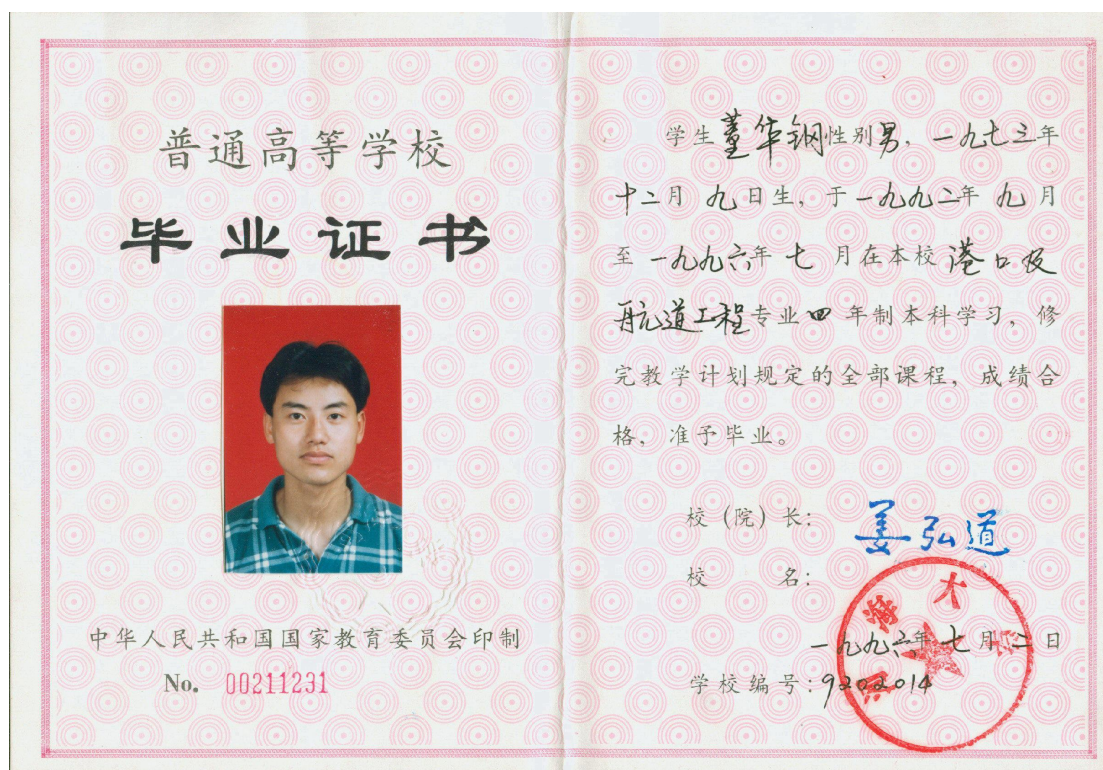 普通高等学校
毕业证书
中华人民共和国国家教育委员会印制
No. 00211231
学生董华钢性别男，一九七三年
十二月九日生，于一九九二年九月
至一九九六年七月在本校港口及
航道工程专业四年制本科学习，修
完教学计划规定的全部课程，成绩合
格，准予毕业。
校（院）长：姜弘道
校名：
河海大学
一九九六年七月二日
学校编号：9202014